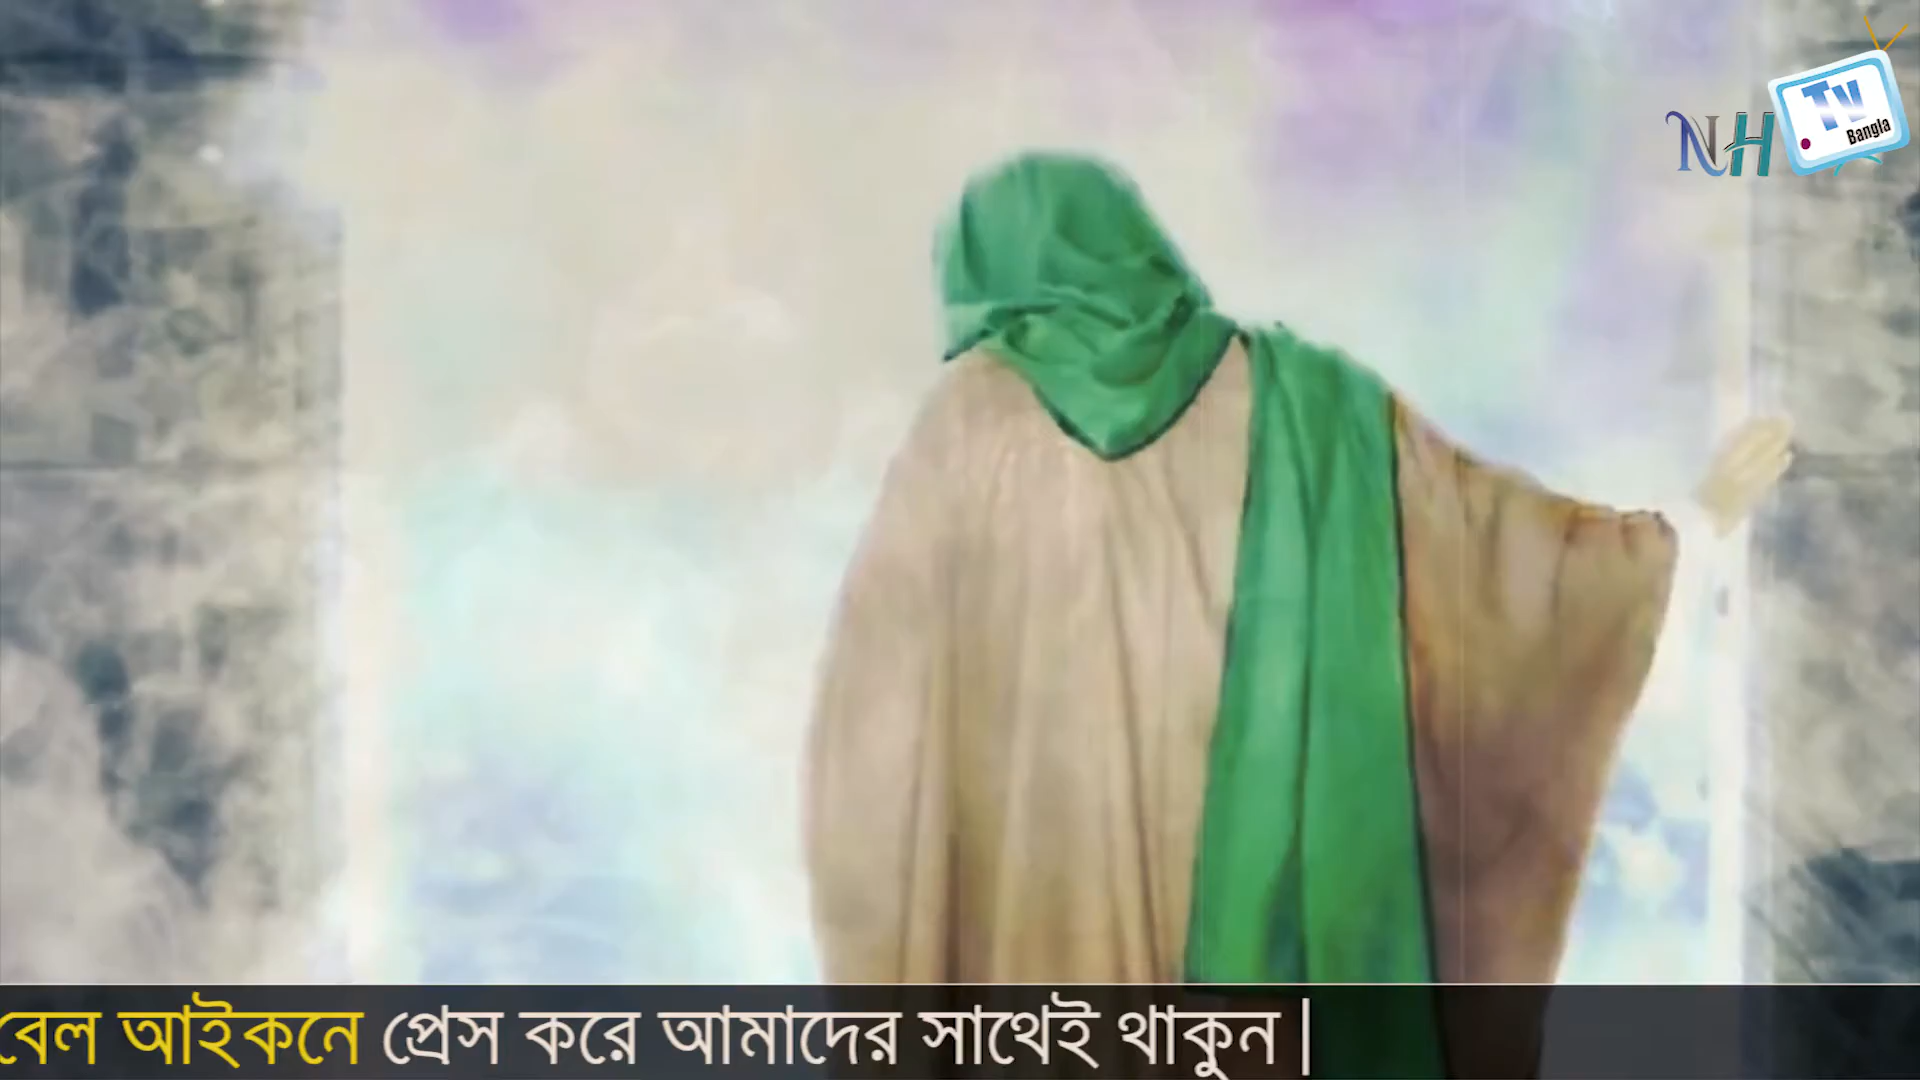 NH TV
Bangla
বেল আইকনে প্রেস করে আমাদের সাথেই থাকুন |